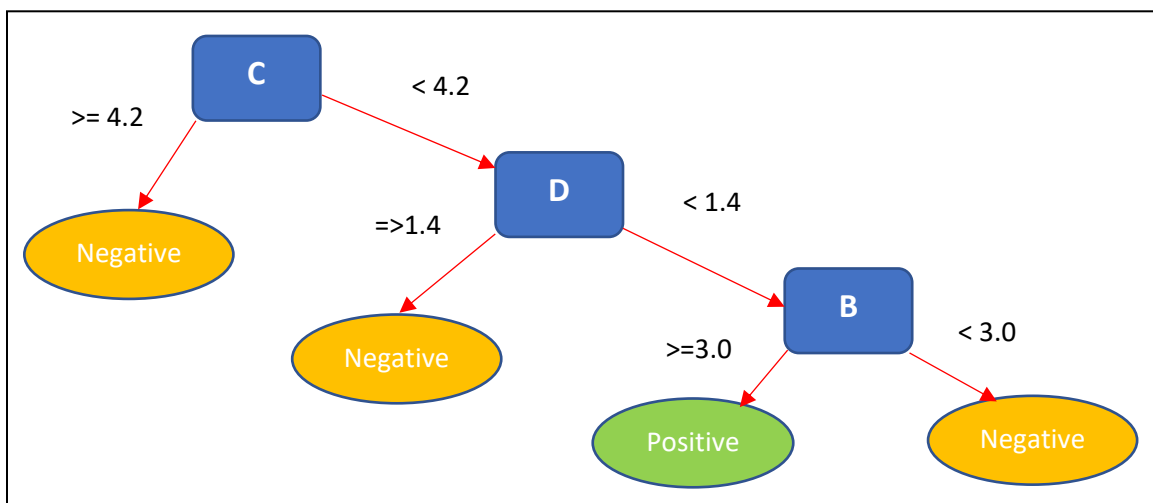 C
< 4.2
>= 4.2
D
< 1.4
=>1.4
Negative
B
< 3.0
>=3.0
Negative
Positive
Negative